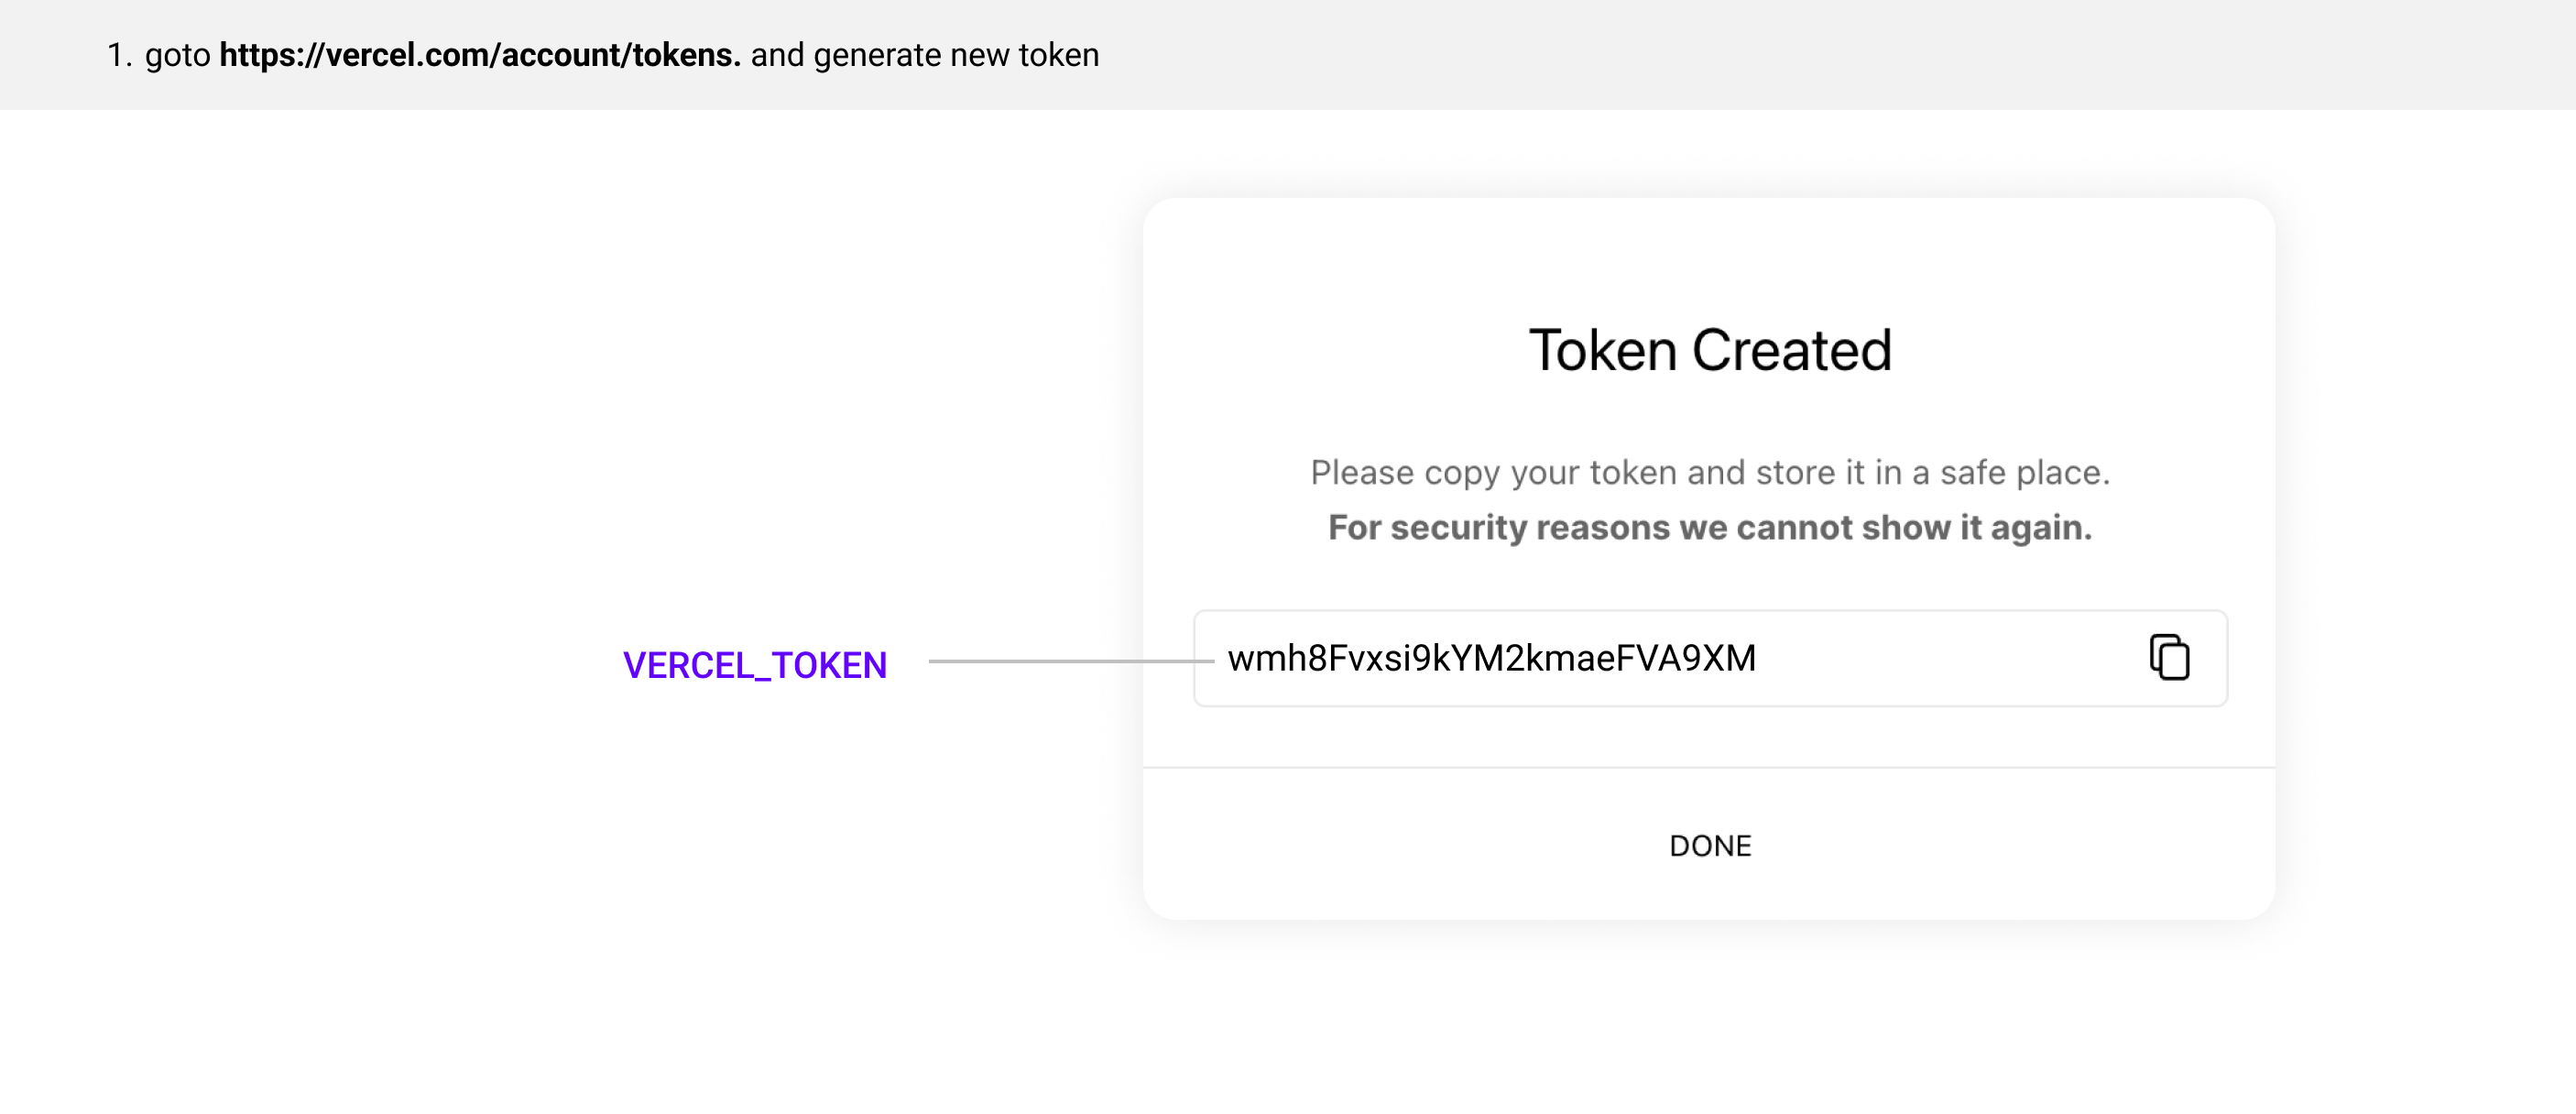 1. goto https://vercel.com/account/tokens. and generate new token
Token Created
Please copy your token and store it in a safe place.
For security reasons we cannot show it again.
VERCEL_TOKEN
wmh8Fvxsi9kYM2kmaeFVA9XM
DONE